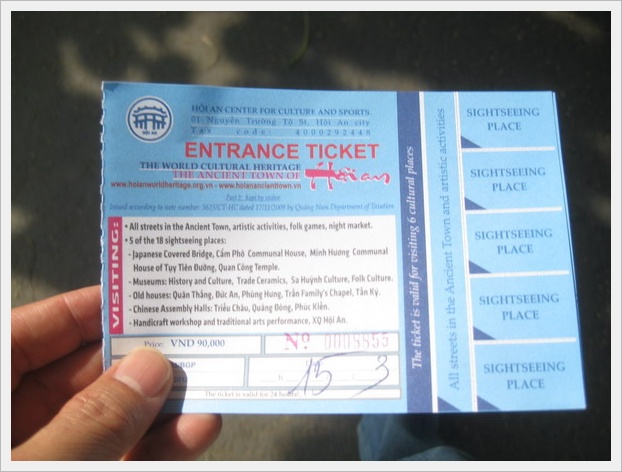 HỘI AN CENTER FOR CULTURE AND SPORTS.
01 Nguyễn Trường Tộ St, Hội An city
Tax code: 4000292448
ENTRANCE TICKET
THE WORLD CULTURAL HERITAGE
THE ANCIENT TOWN OF Hội an
www.hoianworldheritage.org.vn - www.hoianancienttown.vn
Part 2: Kept by visitor
Issued according to note number: 5625/CT-HC dated 17/11/2009 by Quảng Nam Department of Taxation
VISITING:
• All streets in the Ancient Town, artistic activities, folk games, night market.
• 5 of the 18 sightseeing places:
- Japanese Covered Bridge, Cẩm Phô Communal House, Minh Hương Communal
House of Tụy Tiên Đường, Quan Công Temple.
- Museums: History and Culture, Trade Ceramics, Sa Huỳnh Culture, Folk Culture.
- Old houses: Quân Thắng, Đức An, Phùng Hưng, Trần Family's Chapel, Tấn Ký.
- Chinese Assembly Halls: Triều Châu, Quảng Đông, Phúc Kiến.
- Handicraft workshop and traditional arts performance, XQ Hội An.
Price: VND 90,000
Nº 0005855
15 3
The ticket is valid for 24 hours
The ticket is valid for visiting 6 cultural places
All streets in the Ancient Town and artistic activities
SIGHTSEEING
PLACE
SIGHTSEEING
PLACE
SIGHTSEEING
PLACE
SIGHTSEEING
PLACE
SIGHTSEEING
PLACE
HỘI AN